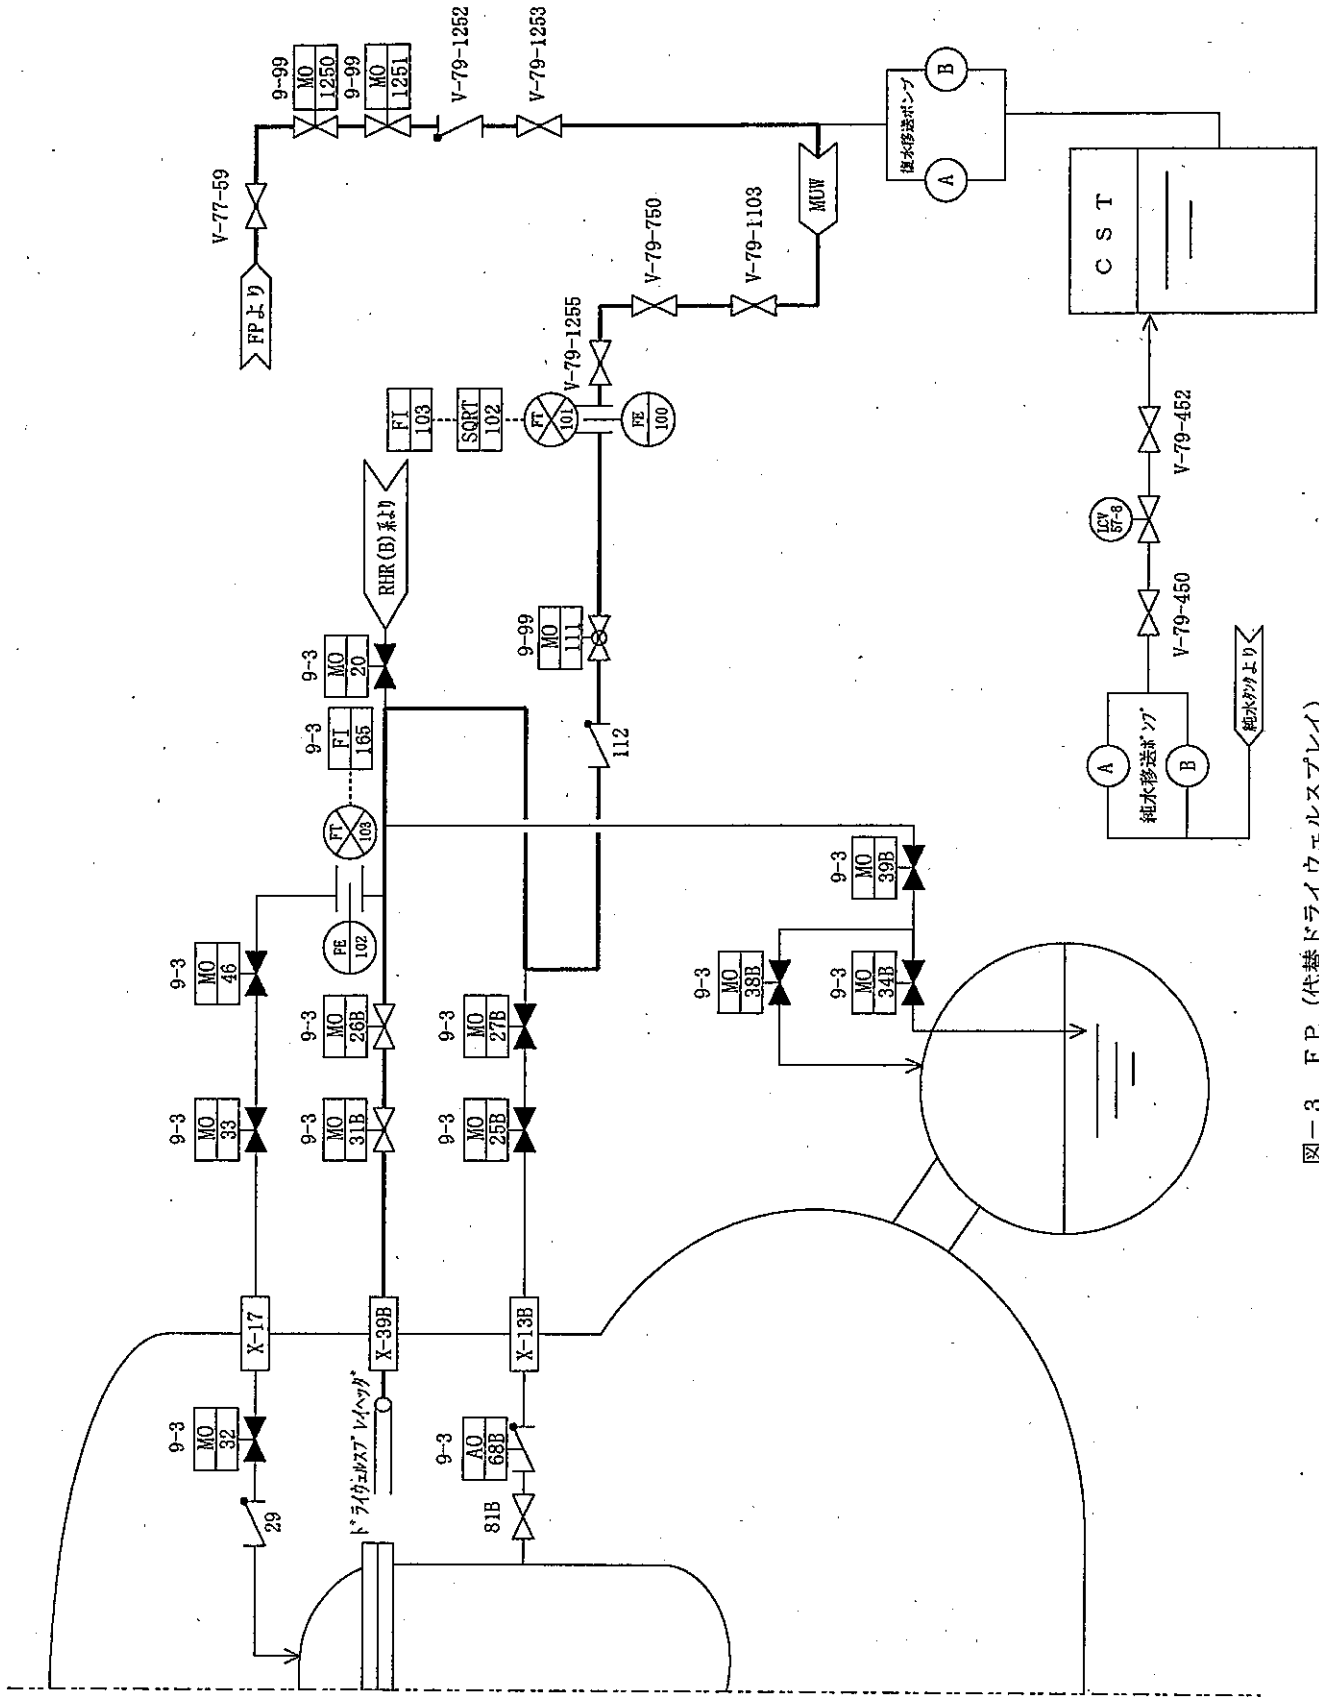 FPより
V-77-59
9-99
MO
1250
9-99
MO
1251
V-79-1252
V-79-1253
復水移送ポンプ
A
B
MUW
V-79-750
V-79-1103
V-79-1255
FI
103
SQRT
102
FT
101
FE
100
RHR(B)系より
9-3
MO
20
9-3
FI
165
FT
103
FE
102
9-99
MO
111
112
CST
V-79-452
LCV
57-8
V-79-450
純水移送ポンプ
A
B
純水タンクより
9-3
MO
46
9-3
MO
33
9-3
MO
26B
9-3
MO
31B
9-3
MO
27B
9-3
MO
25B
9-3
MO
39B
9-3
MO
38B
9-3
MO
34B
X-17
X-39B
X-13B
9-3
MO
32
29
ドライウェルスプレイヘッダ
9-3
AO
68B
81B
図-3 FP(代替ドライウェルスプレイ)